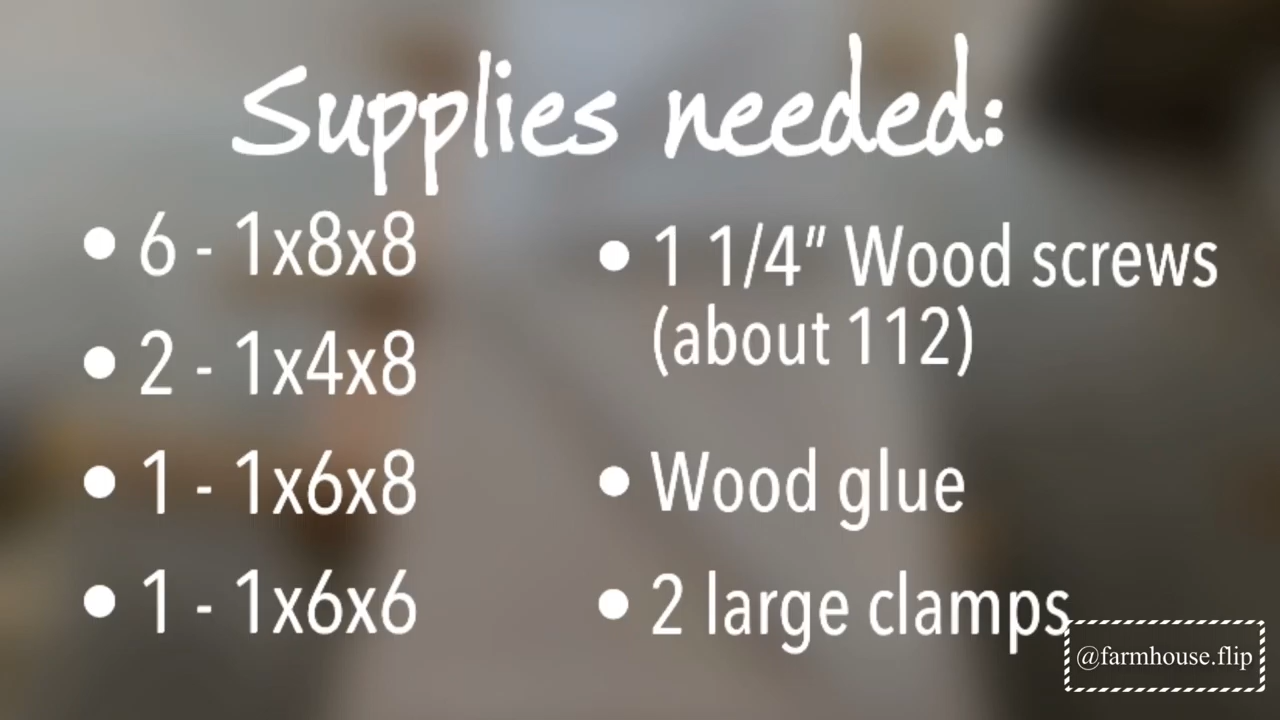 Supplies needed:
• 6 - 1x8x8
• 2 - 1x4x8
• 1 - 1x6x8
• 1 - 1x6x6
• 1 1/4” Wood screws
(about 112)
• Wood glue
• 2 large clamps
@farmhouse.flip